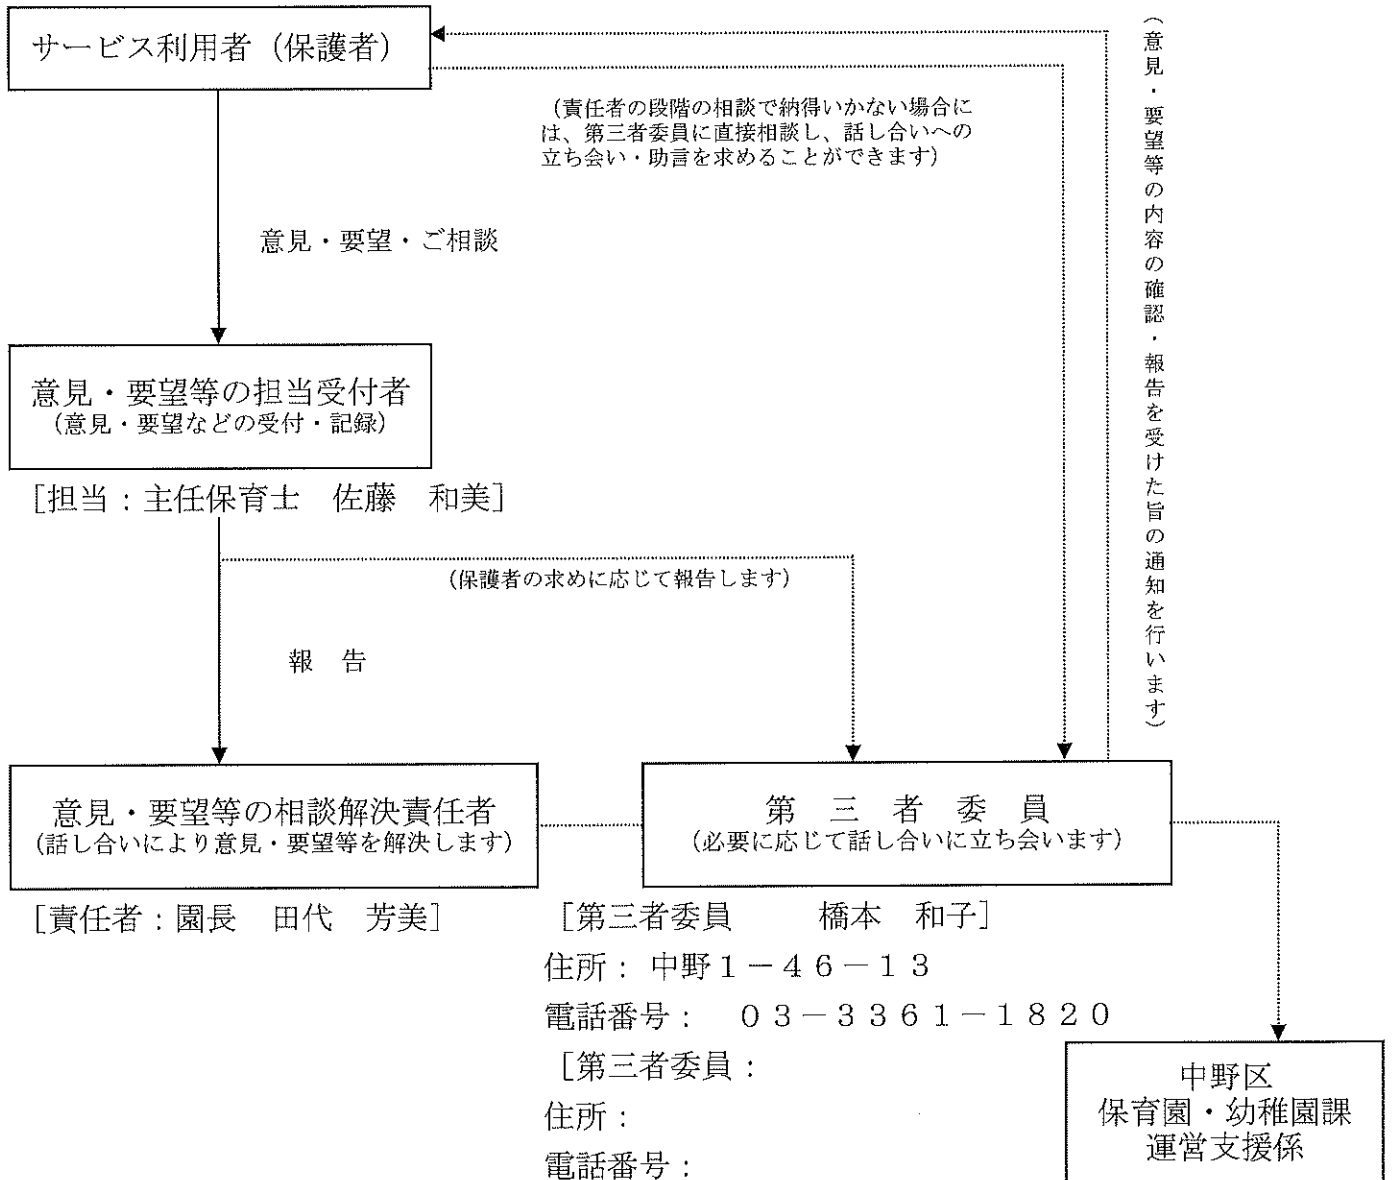 サービス利用者（保護者）
（責任者の段階の相談で納得いかない場合に
は、第三者委員に直接相談し、話し合いへの
立ち会い・助言を求めることができます）
（意見・要望等の内容の確認・報告を受けた旨の通知を行います）
意見・要望・ご相談
意見・要望等の担当受付者
（意見・要望などの受付・記録）
［担当：主任保育士　佐藤　和美］
（保護者の求めに応じて報告します）
報　告
意見・要望等の相談解決責任者
（話し合いにより意見・要望等を解決します）
第　三　者　委　員
（必要に応じて話し合いに立ち会います）
［責任者：園長　田代　芳美］
［第三者委員　　　橋本　和子］
住所： 中野１－４６－１３
電話番号：　０３－３３６１－１８２０
［第三者委員：
住所：
電話番号：
中野区
保育園・幼稚園課
運営支援係